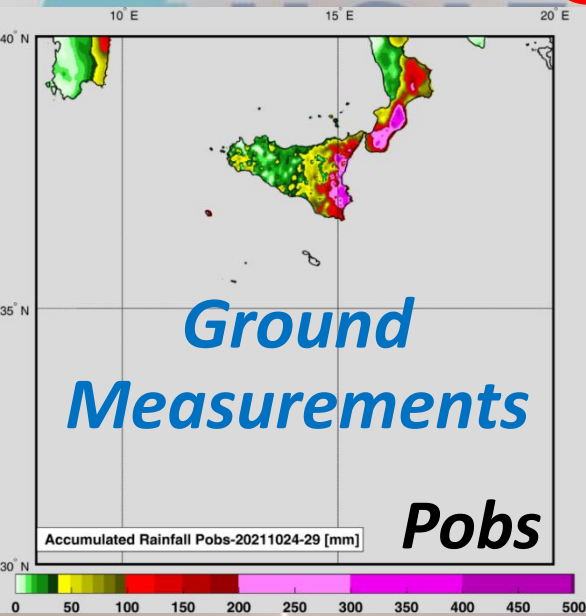 10° E 15° E 20° E
40° N
35° N
Ground
Measurements
Pobs
Accumulated Rainfall Pobs-20211024-29 [mm]
30° N
0 50 100 150 200 250 300 350 400 450 500